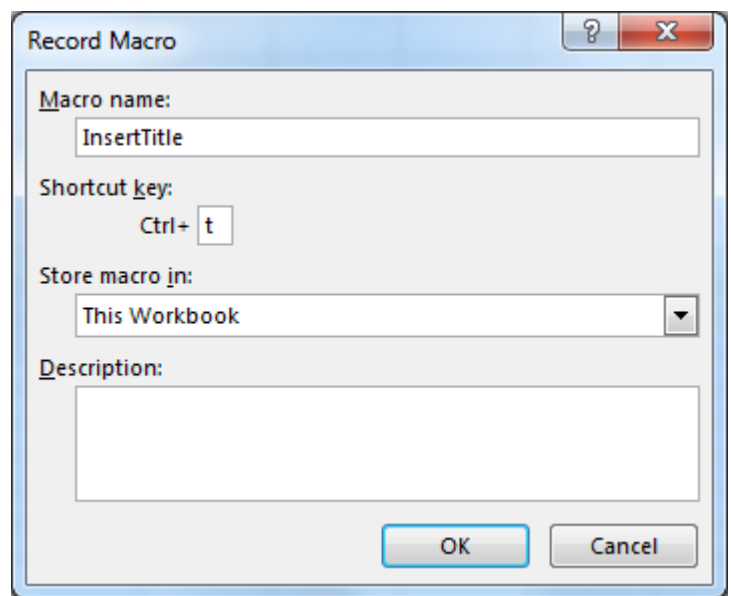 Record Macro
?
Macro name:
InsertTitle
Shortcut key:
Ctrl+ t
Store macro in:
This Workbook
Description:
OK Cancel